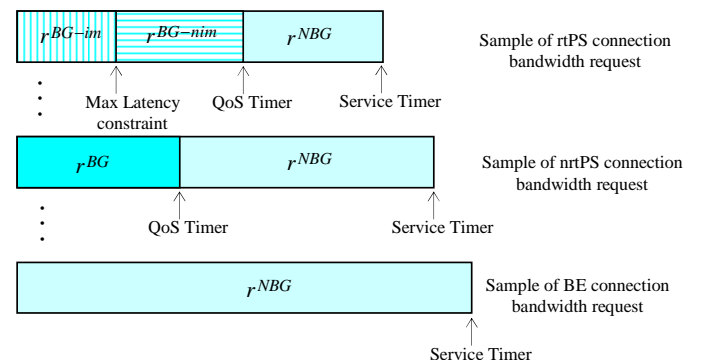 r^BG−im r^BG−nim r^NBG
Sample of rtPS connection
bandwidth request
Max Latency
constraint
QoS Timer
Service Timer
r^BG r^NBG
Sample of nrtPS connection
bandwidth request
QoS Timer
Service Timer
r^NBG
Sample of BE connection
bandwidth request
Service Timer